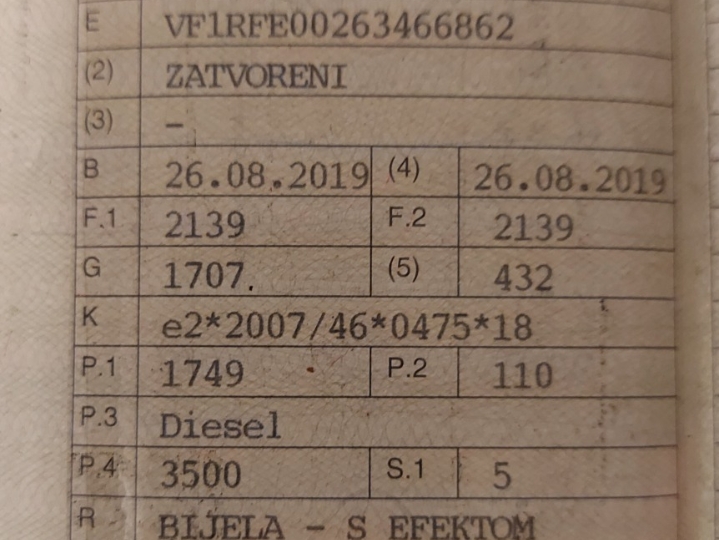 E VF1RFE00263466862
(2) ZATVORENI
(3) –
B 26.08.2019 (4) 26.08.2019
F.1 2139 F.2 2139
G 1707. (5) 432
K e2*2007/46*0475*18
P.1 1749 P.2 110
P.3 Diesel
P.4 3500 S.1 5
R BIJELA – S EFEKTOM